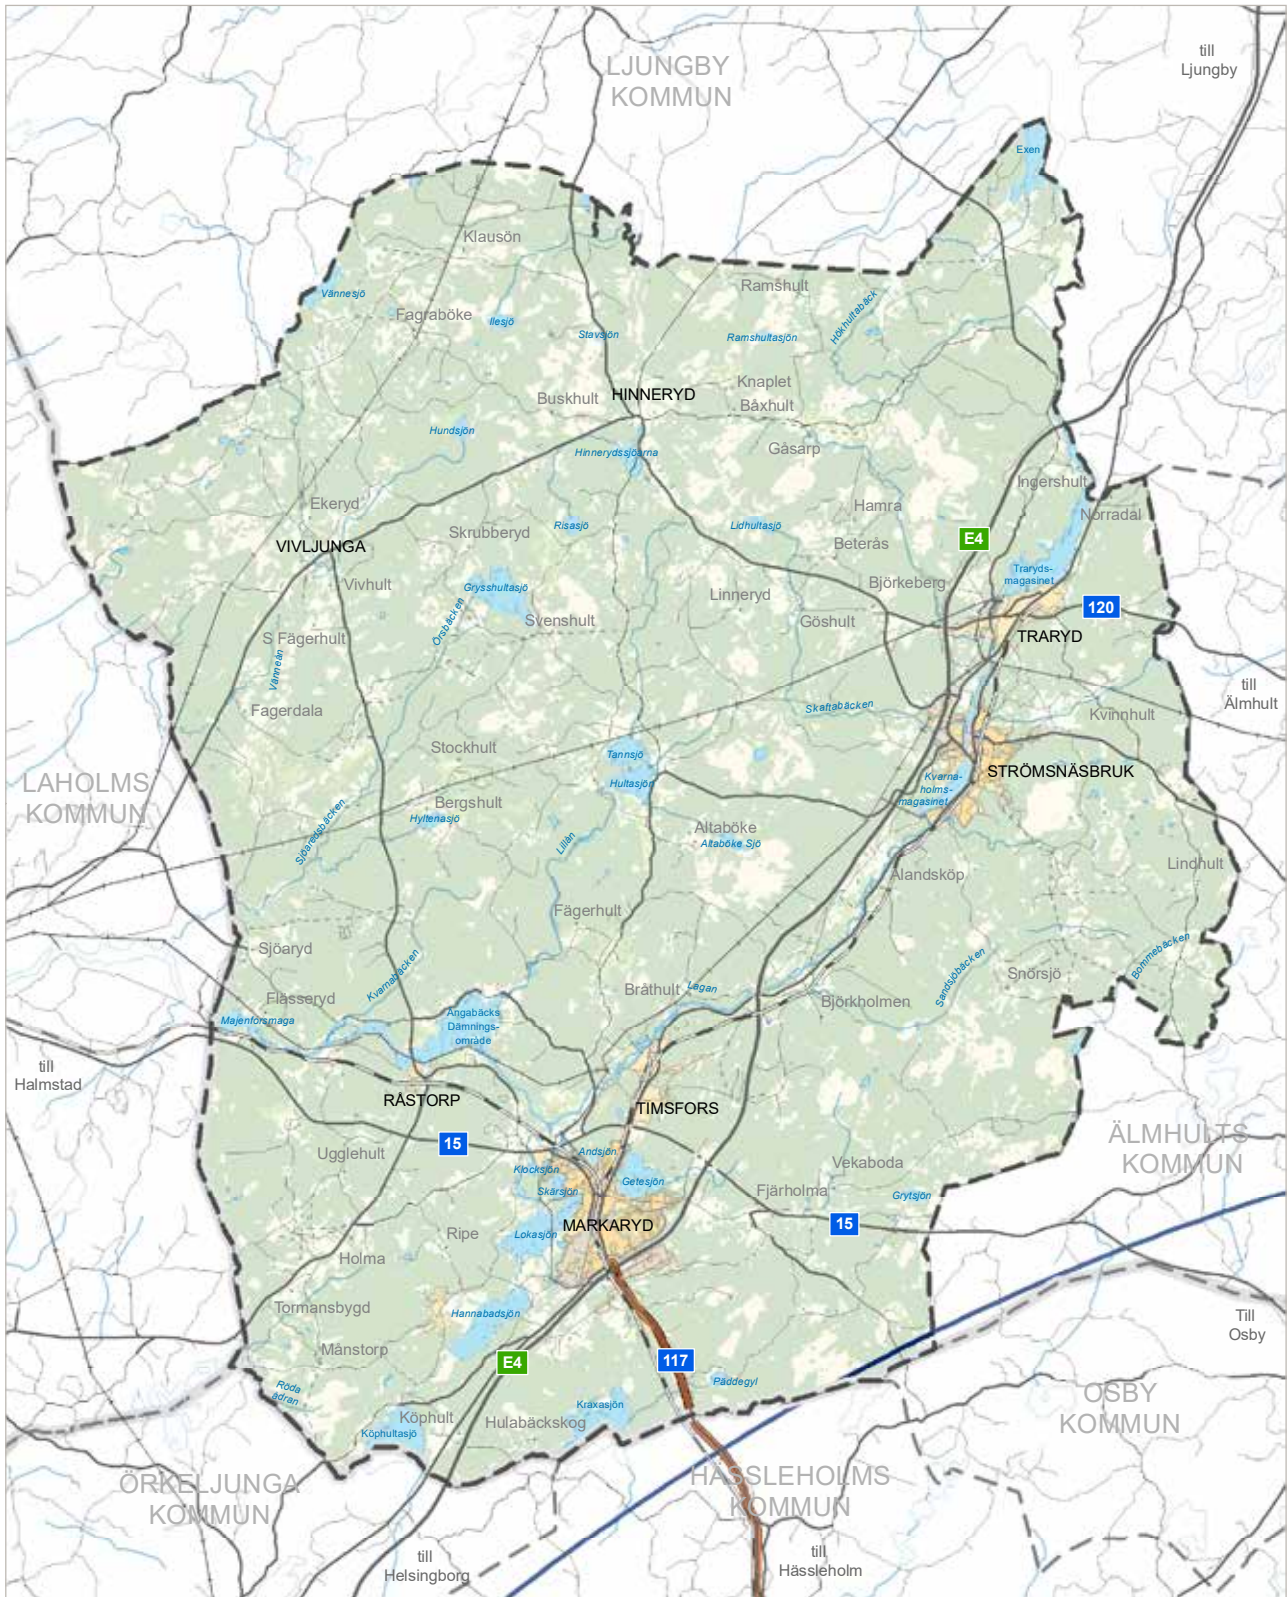 LJUNGBY
KOMMUN
till
Ljungby
Exen
Klausön
Vännesjö
Fagraböke
Ilesjö
Stavsjön
Ramshult
Ramshultasjön
Hökhultabäck
Buskhult
HINNERYD
Knaplet
Båxhult
Hundsjön
Hinnerydssjöarna
Gåsarp
Ingershult
Ekeryd
Skrubberyd
Risasjö
Lidhultasjö
Hamra
Norradal
VIVLJUNGA
Beterås
E4
Vivhult
Grysshultasjö
Björkeberg
Traryds-
magasinet
Linneryd
120
Örsbäcken
Svenshult
Göshult
TRARYD
S Fägerhult
Vänneån
till
Älmhult
Fagerdala
Skaftabäcken
Kvinnhult
Stockhult
Tannsjö
STRÖMSNÄSBRUK
LAHOLMS
KOMMUN
Hultasjön
Kvarna-
holms-
magasinet
Bergshult
Hyltenasjö
Sjöaredsbäcken
Lillån
Altaböke
Altaböke Sjö
Ålandsköp
Lindhult
Fägerhult
Sjöaryd
Kvarnabäcken
Sandsjöbäcken
Bommebäcken
Snörsjö
Flässeryd
Bråthult
Lagan
Björkholmen
Majenforsmaga
Ängabäcks
Dämnings-
område
till
Halmstad
RÅSTORP
TIMSFORS
15
Ugglehult
Andsjön
Klocksjön
Skärsjön
Getesjön
Vekaboda
Fjärholma
Grytsjön
ÄLMHULTS
KOMMUN
15
MARKARYD
Lokasjön
Ripe
Holma
Tormansbygd
Hannabadsjön
Till
Osby
Månstorp
E4
117
Röda
ådran
Päddegyl
Kraxasjön
Köphult
Köphultasjö
Hulabäckskog
OSBY
KOMMUN
ÖRKELJUNGA
KOMMUN
HÄSSLEHOLMS
KOMMUN
till
Helsingborg
till
Hässleholm